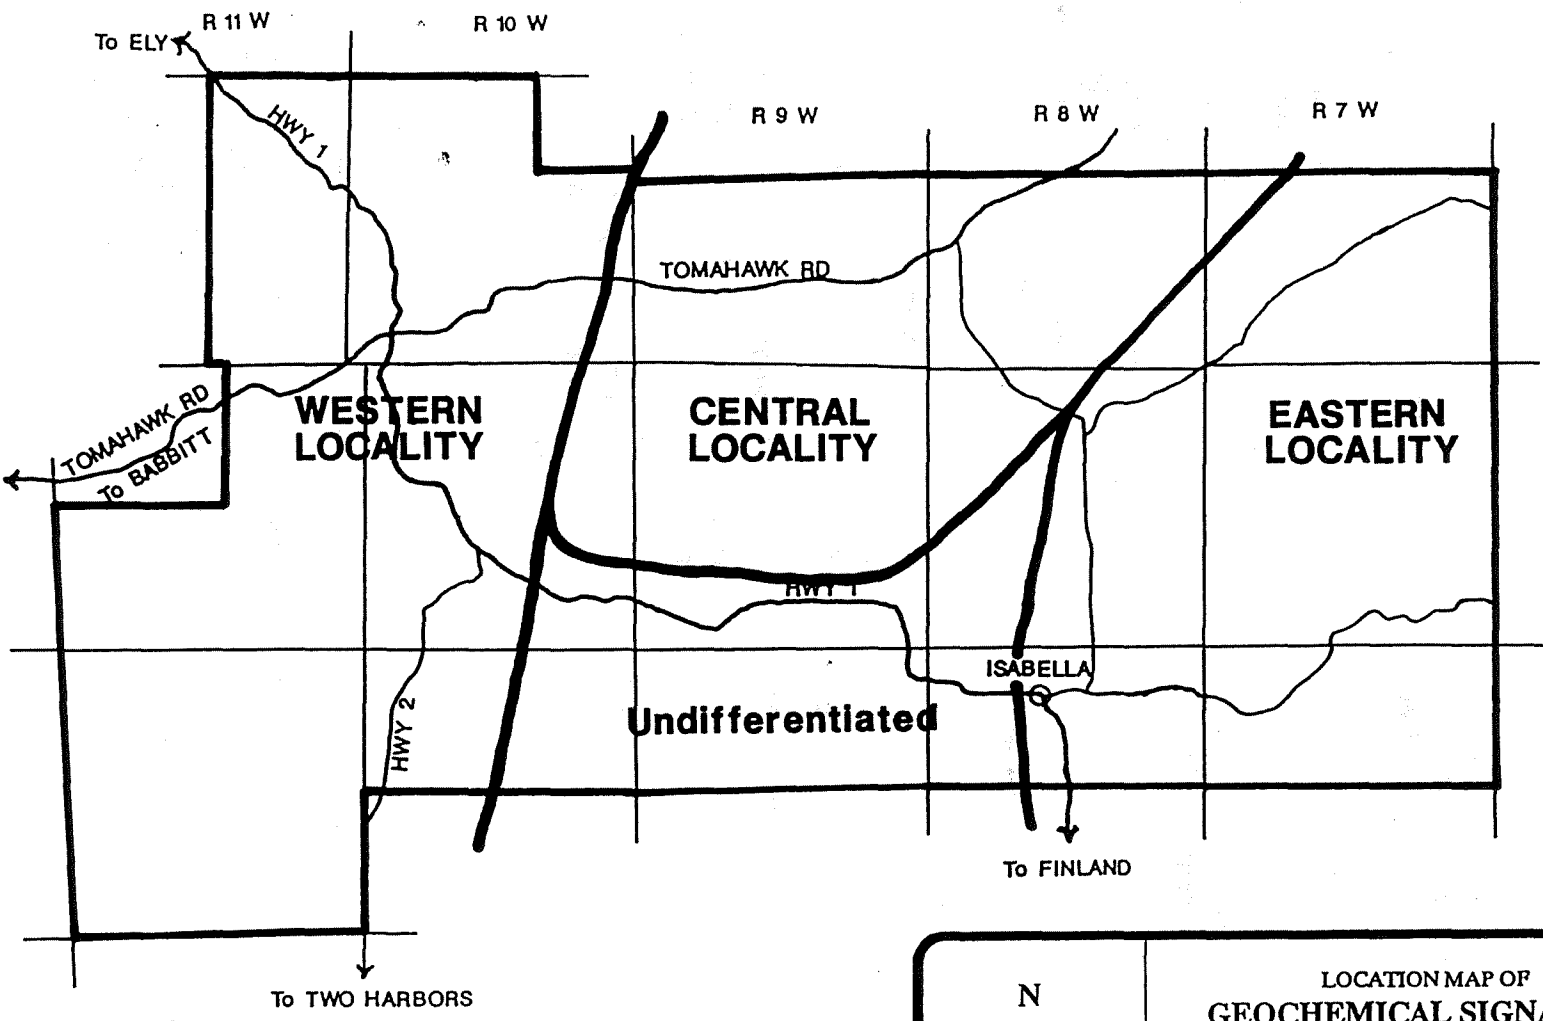 R 11 W
R 10 W
To ELY
R 9 W
R 8 W
R 7 W
HWY 1
TOMAHAWK RD
TOMAHAWK RD
To BABBITT
WESTERN
LOCALITY
CENTRAL
LOCALITY
EASTERN
LOCALITY
HWY 1
ISABELLA
Undifferentiated
HWY 2
To FINLAND
To TWO HARBORS
N
LOCATION MAP OF
GEOCHEMICAL